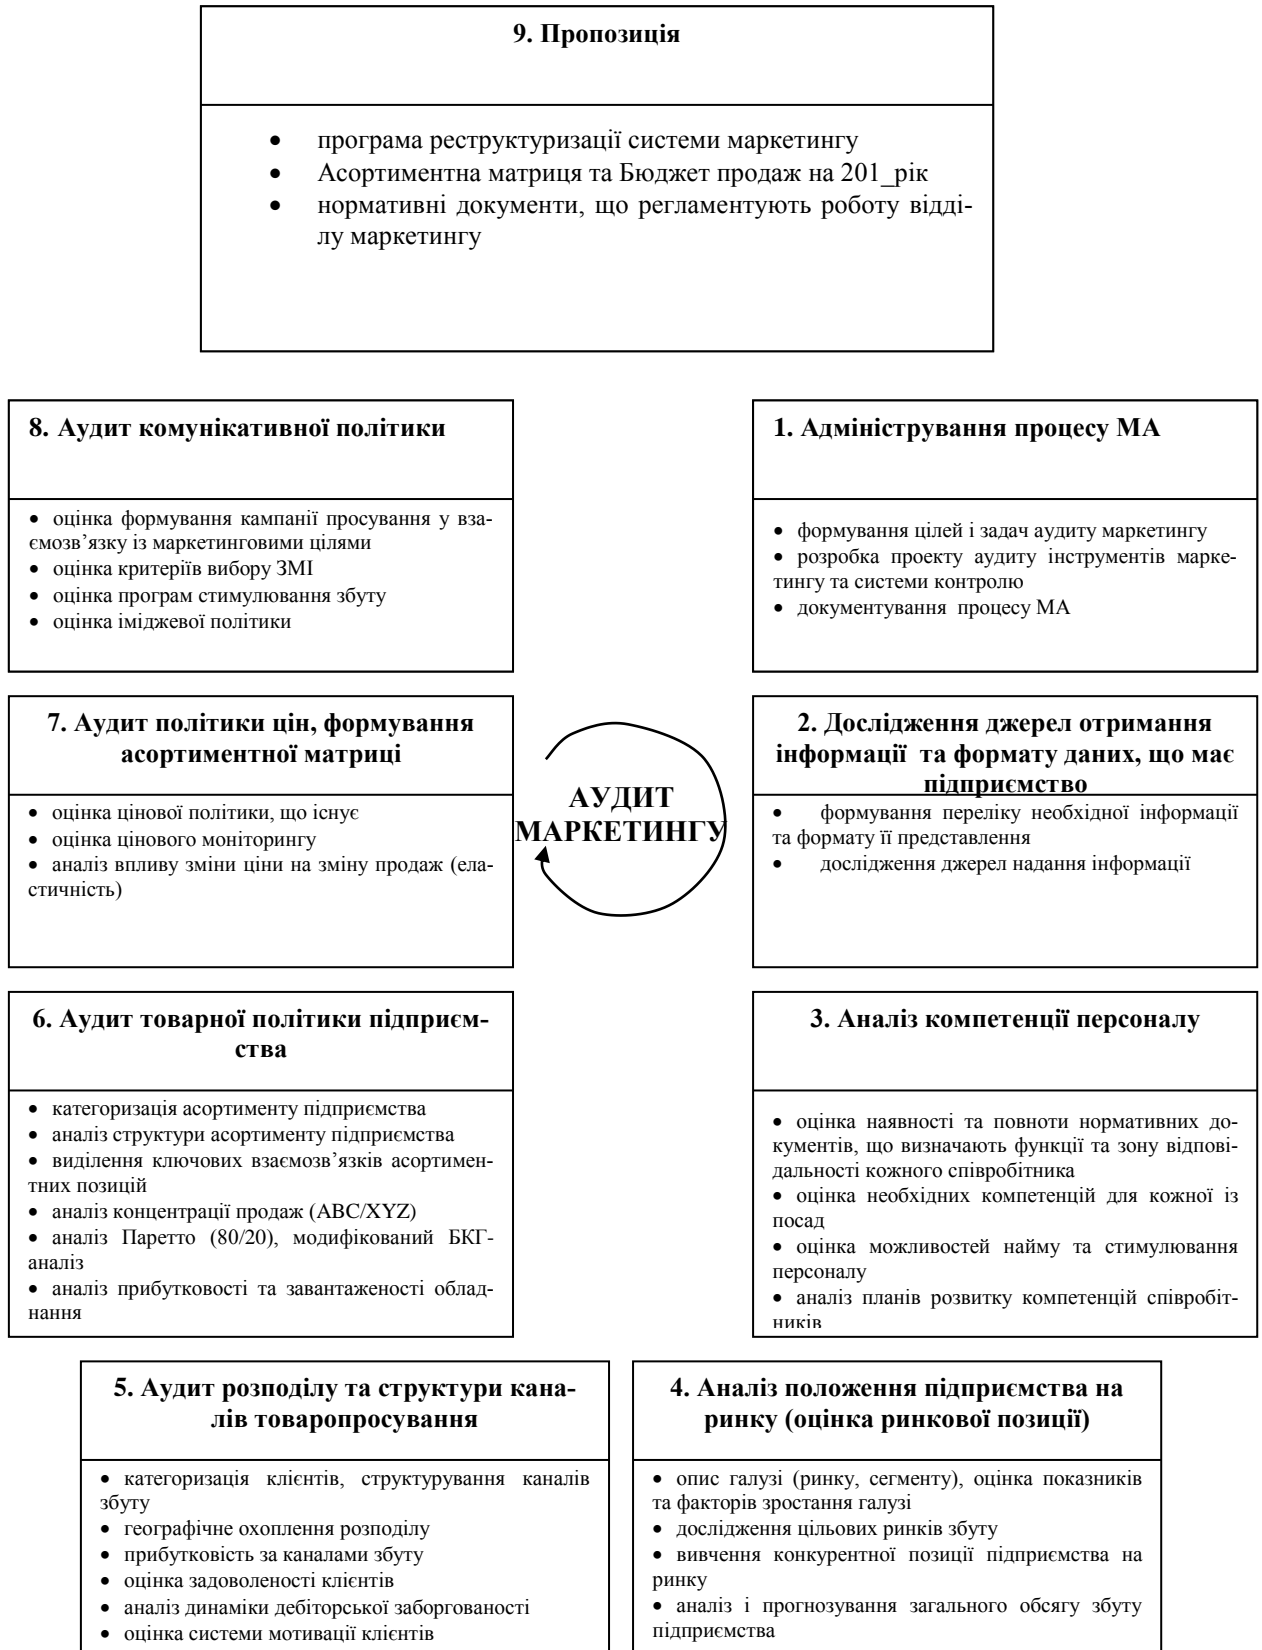 9. Пропозиція
• програма реструктуризації системи маркетингу
• Асортиментна матриця та Бюджет продаж на 201_рік
• нормативні документи, що регламентують роботу відді-
лу маркетингу
8. Аудит комунікативної політики
• оцінка формування кампанії просування у вза-
ємозв’язку із маркетинговими цілями
• оцінка критеріїв вибору ЗМІ
• оцінка програм стимулювання збуту
• оцінка іміджевої політики
1. Адміністрування процесу МА
• формування цілей і задач аудиту маркетингу
• розробка проекту аудиту інструментів марке-
тингу та системи контролю
• документування процесу МА
7. Аудит політики цін, формування
асортиментної матриці
• оцінка цінової політики, що існує
• оцінка цінового моніторингу
• аналіз впливу зміни ціни на зміну продаж (ела-
стичність)
АУДИТ
МАРКЕТИНГУ
2. Дослідження джерел отримання
інформації та формату даних, що має
підприємство
• формування переліку необхідної інформації
та формату її представлення
• дослідження джерел надання інформації
6. Аудит товарної політики підприєм-
ства
• категоризація асортименту підприємства
• аналіз структури асортименту підприємства
• виділення ключових взаємозв’язків асортимен-
тних позицій
• аналіз концентрації продаж (ABC/XYZ)
• аналіз Паретто (80/20), модифікований БКГ-
аналіз
• аналіз прибутковості та завантаженості облад-
нання
3. Аналіз компетенції персоналу
• оцінка наявності та повноти нормативних до-
кументів, що визначають функції та зону відпові-
дальності кожного співробітника
• оцінка необхідних компетенцій для кожної із
посад
• оцінка можливостей найму та стимулювання
персоналу
• аналіз планів розвитку компетенцій співробіт-
ників
5. Аудит розподілу та структури кана-
лів товаропросування
• категоризація клієнтів, структурування каналів
збуту
• географічне охоплення розподілу
• прибутковість за каналами збуту
• оцінка задоволеності клієнтів
• аналіз динаміки дебіторської заборгованості
• оцінка системи мотивації клієнтів
4. Аналіз положення підприємства на
ринку (оцінка ринкової позиції)
• опис галузі (ринку, сегменту), оцінка показників
та факторів зростання галузі
• дослідження цільових ринків збуту
• вивчення конкурентної позиції підприємства на
ринку
• аналіз і прогнозування загального обсягу збуту
підприємства